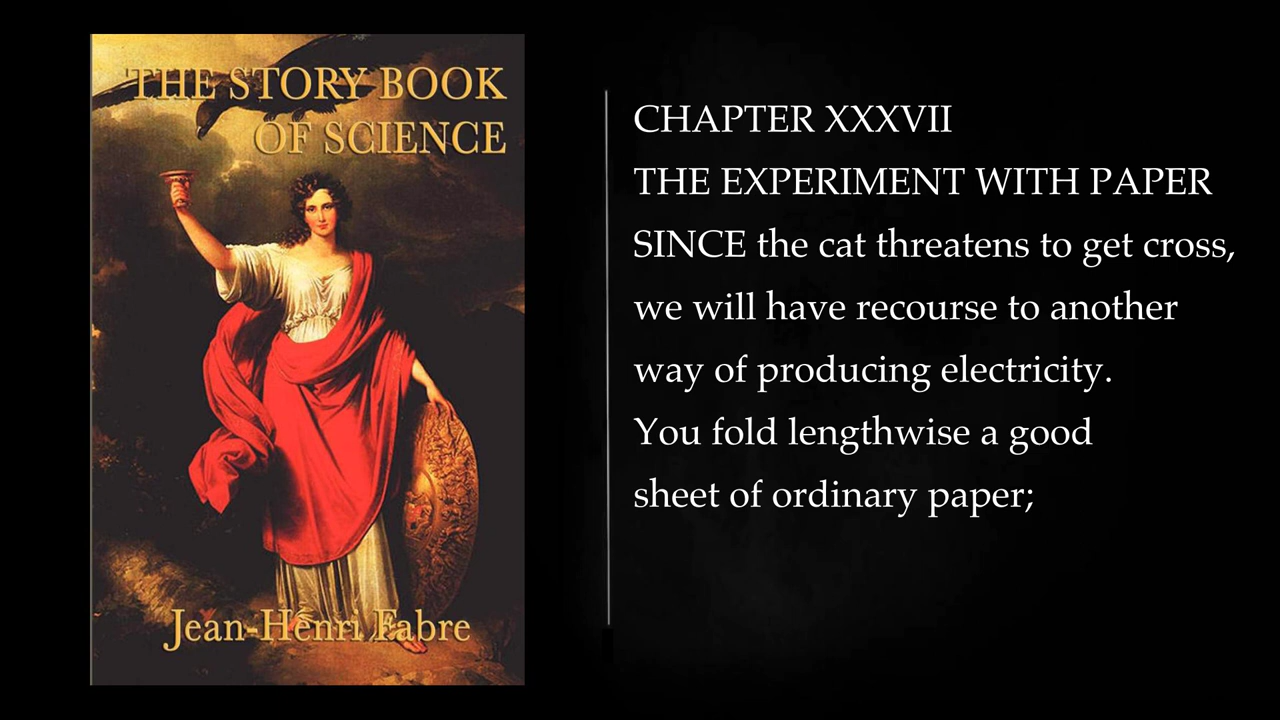 THE STORY BOOK
OF SCIENCE
Jean-Henri Fabre
CHAPTER XXXVII
THE EXPERIMENT WITH PAPER
SINCE the cat threatens to get cross,
we will have recourse to another
way of producing electricity.
You fold lengthwise a good
sheet of ordinary paper;